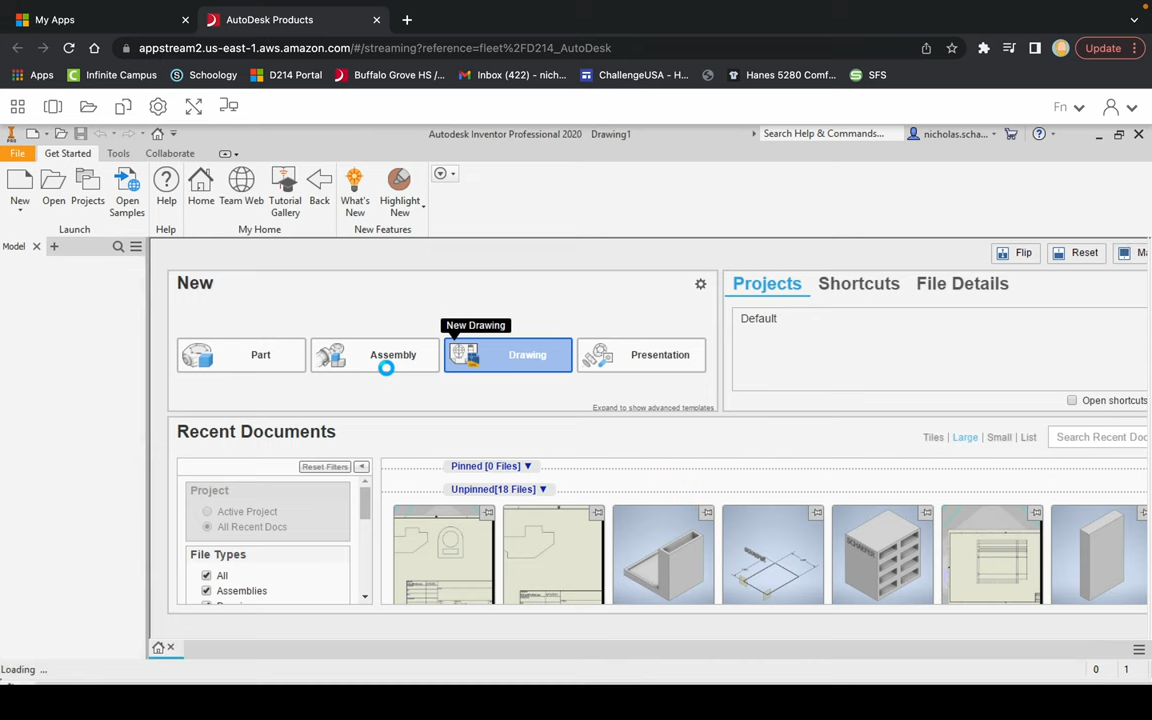 My Apps
AutoDesk Products
appstream2.us-east-1.aws.amazon.com/#/streaming?reference=fleet%2FD214_AutoDesk
Update
Apps
Infinite Campus
Schoology
D214 Portal
Buffalo Grove HS /...
Inbox (422) - nich...
ChallengeUSA - H...
Hanes 5280 Comf...
SFS
Fn
Autodesk Inventor Professional 2020 Drawing1
Search Help & Commands...
nicholas.scha...
File
Get Started
Tools
Collaborate
New
Open
Projects
Open Samples
Help
Home
Team Web
Tutorial Gallery
Back
What's New
Highlight New
Launch
Help
My Home
New Features
Model
Flip
Reset
New
Projects
Shortcuts
File Details
Default
New Drawing
Part
Assembly
Drawing
Presentation
Open shortcuts
Expand to show advanced templates
Recent Documents
Tiles | Large | Small | List
Search Recent Doc
Reset Filters
Pinned [0 Files]
Unpinned[18 Files]
Project
Active Project
All Recent Docs
File Types
All
Assemblies
Loading ...
0
1